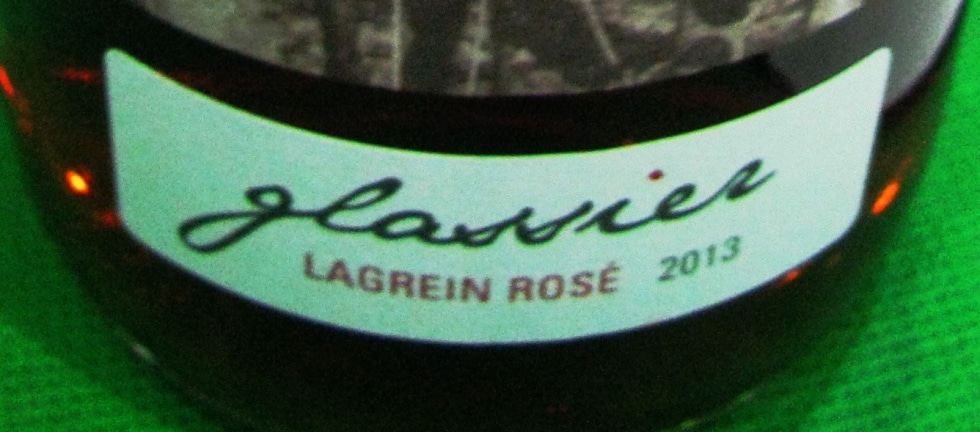 glassier
LAGREIN ROSÉ 2013